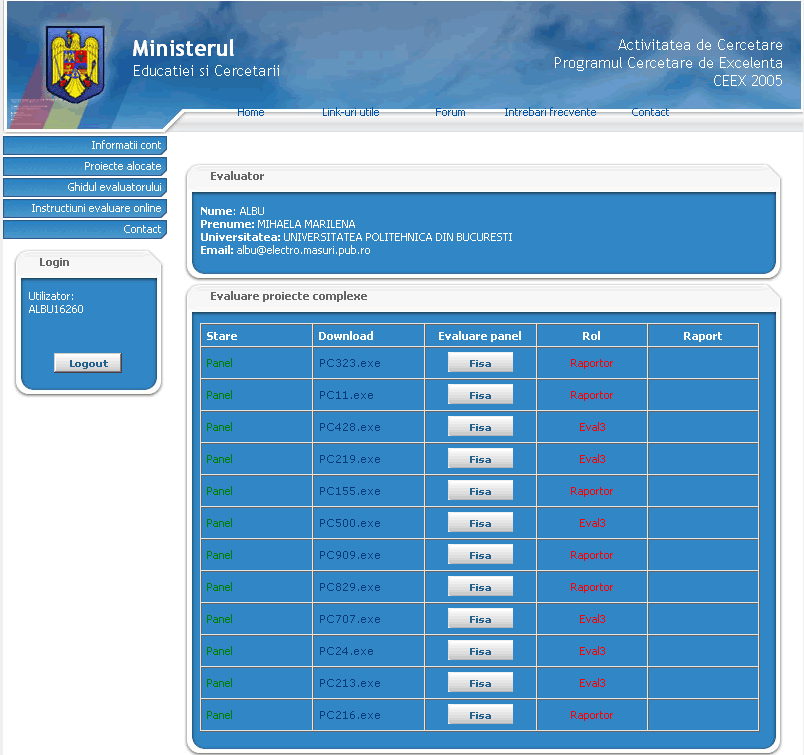 Ministerul
Educatiei si Cercetarii
Activitatea de Cercetare
Programul Cercetare de Excelenta
CEEX 2005
Home Link-uri utile Forum Intrebari frecvente Contact
Informatii cont
Proiecte alocate
Ghidul evaluatorului
Instructiuni evaluare online
Contact
Login
Utilizator:
ALBU16260
Logout
Evaluator
Nume: ALBU
Prenume: MIHAELA MARILENA
Universitatea: UNIVERSITATEA POLITEHNICA DIN BUCURESTI
Email: albu@electro.masuri.pub.ro
Evaluare proiecte complexe
Stare Download Evaluare panel Rol Raport
Panel PC323.exe Fisa Raportor
Panel PC11.exe Fisa Raportor
Panel PC428.exe Fisa Eval3
Panel PC219.exe Fisa Eval3
Panel PC155.exe Fisa Raportor
Panel PC500.exe Fisa Eval3
Panel PC909.exe Fisa Raportor
Panel PC829.exe Fisa Raportor
Panel PC707.exe Fisa Eval3
Panel PC24.exe Fisa Eval3
Panel PC213.exe Fisa Eval3
Panel PC216.exe Fisa Raportor